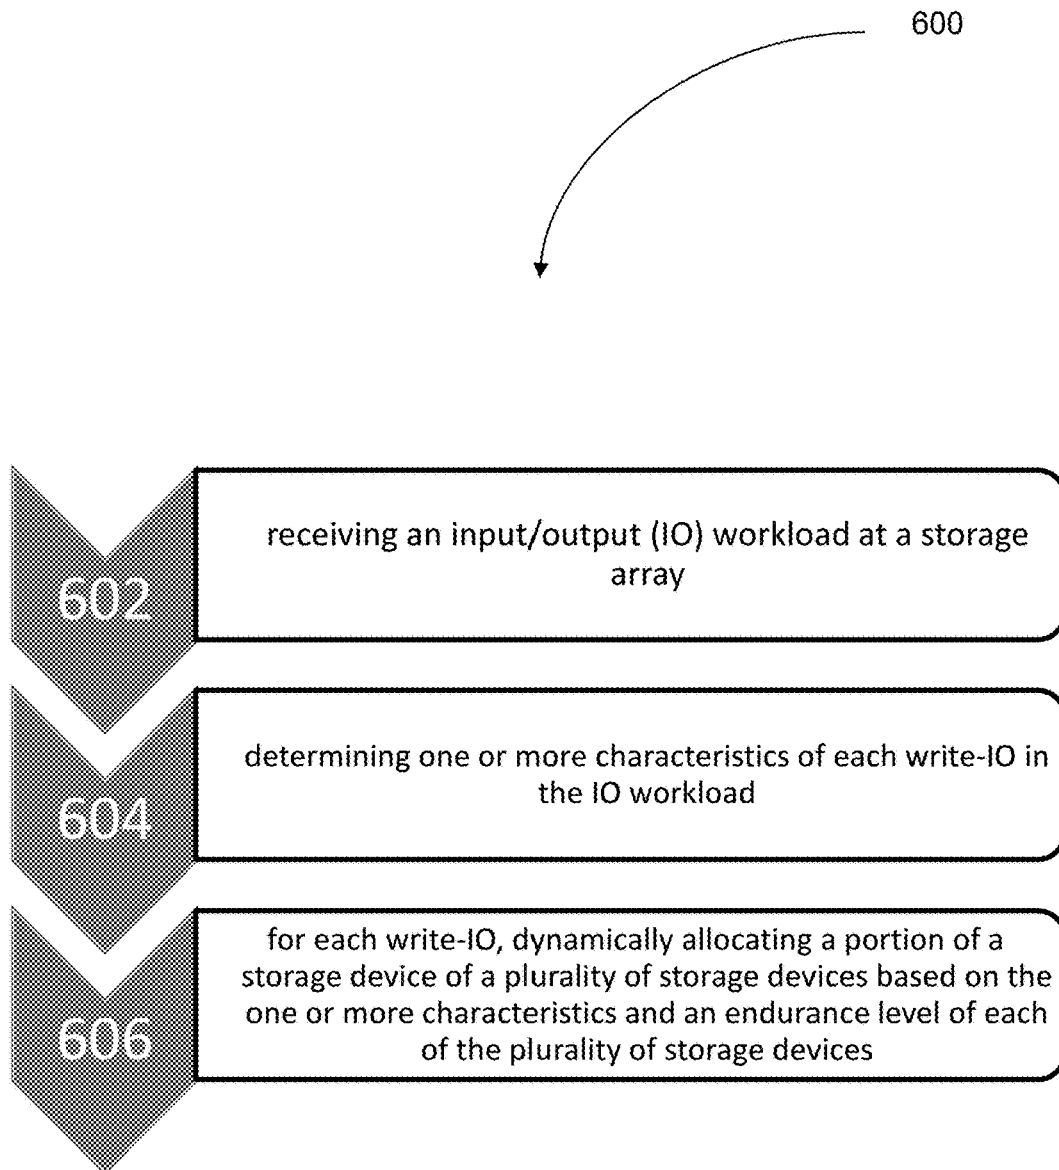 600
602
receiving an input/output (IO) workload at a storage
array
604
determining one or more characteristics of each write-IO in
the IO workload
606
for each write-IO, dynamically allocating a portion of a
storage device of a plurality of storage devices based on the
one or more characteristics and an endurance level of each
of the plurality of storage devices